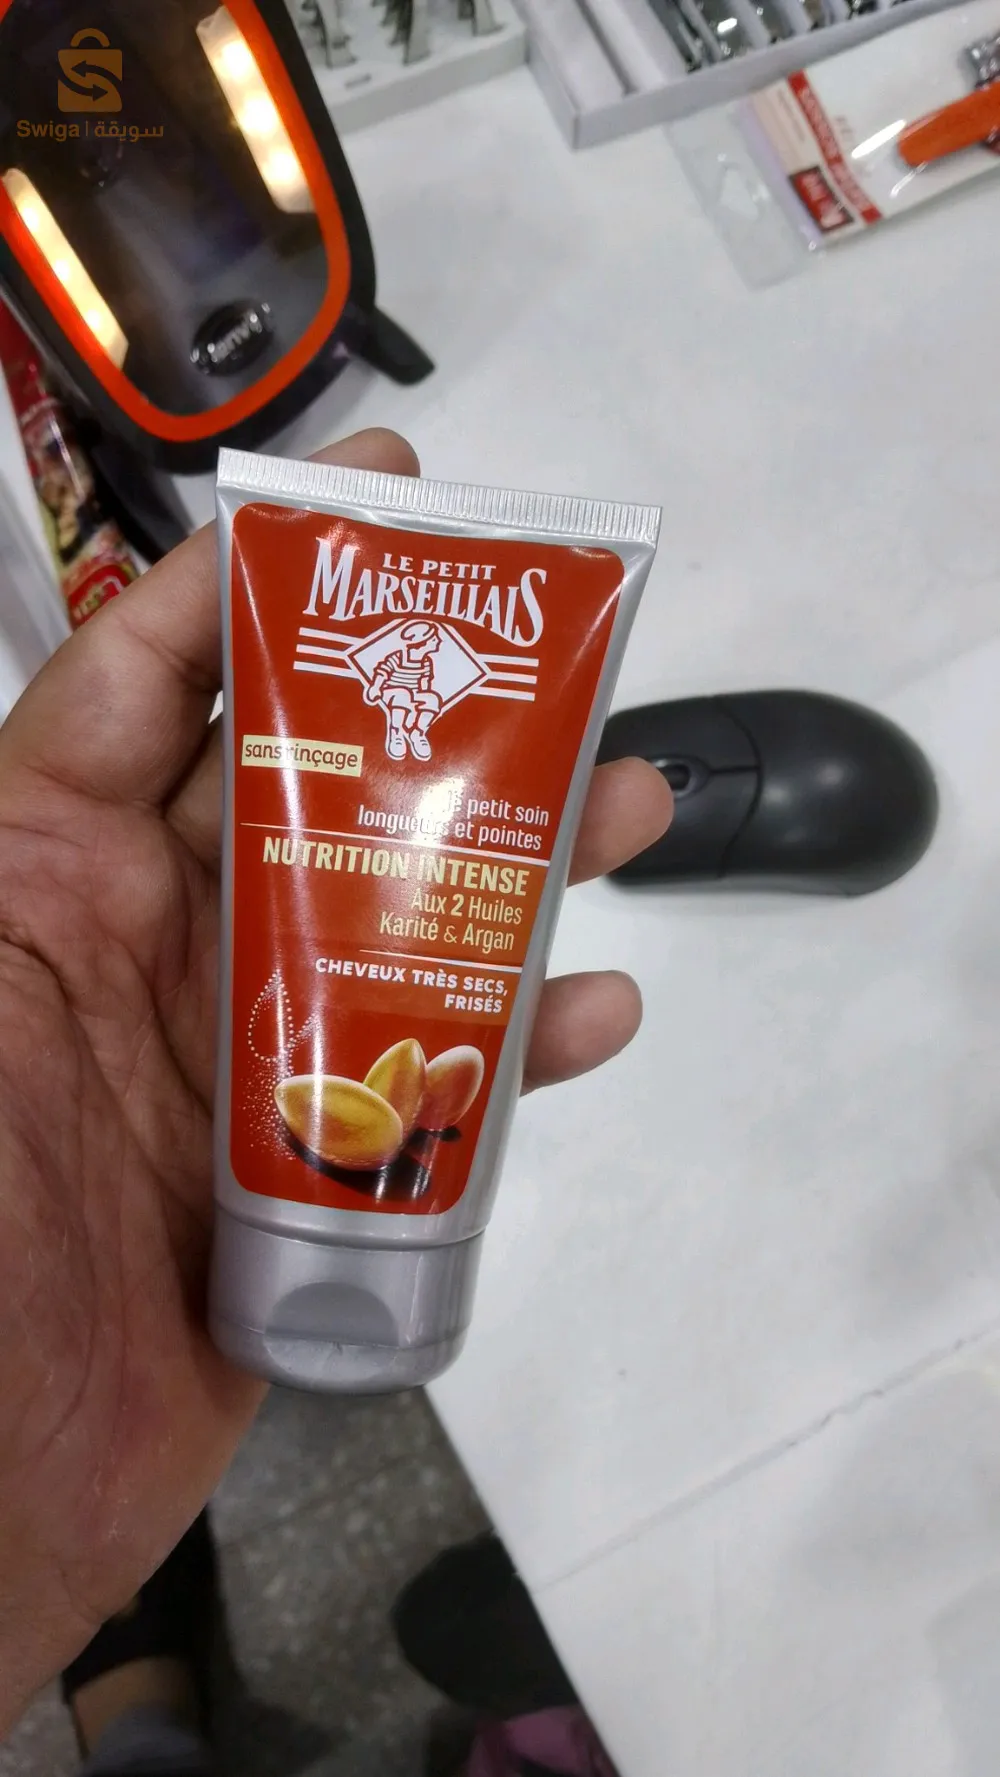 Swiga | سويقة
LE PETIT
MARSEILLAIS
sans rinçage
le petit soin
longueurs et pointes
NUTRITION INTENSE
Aux 2 Huiles
Karité & Argan
CHEVEUX TRÈS SECS,
FRISÉS